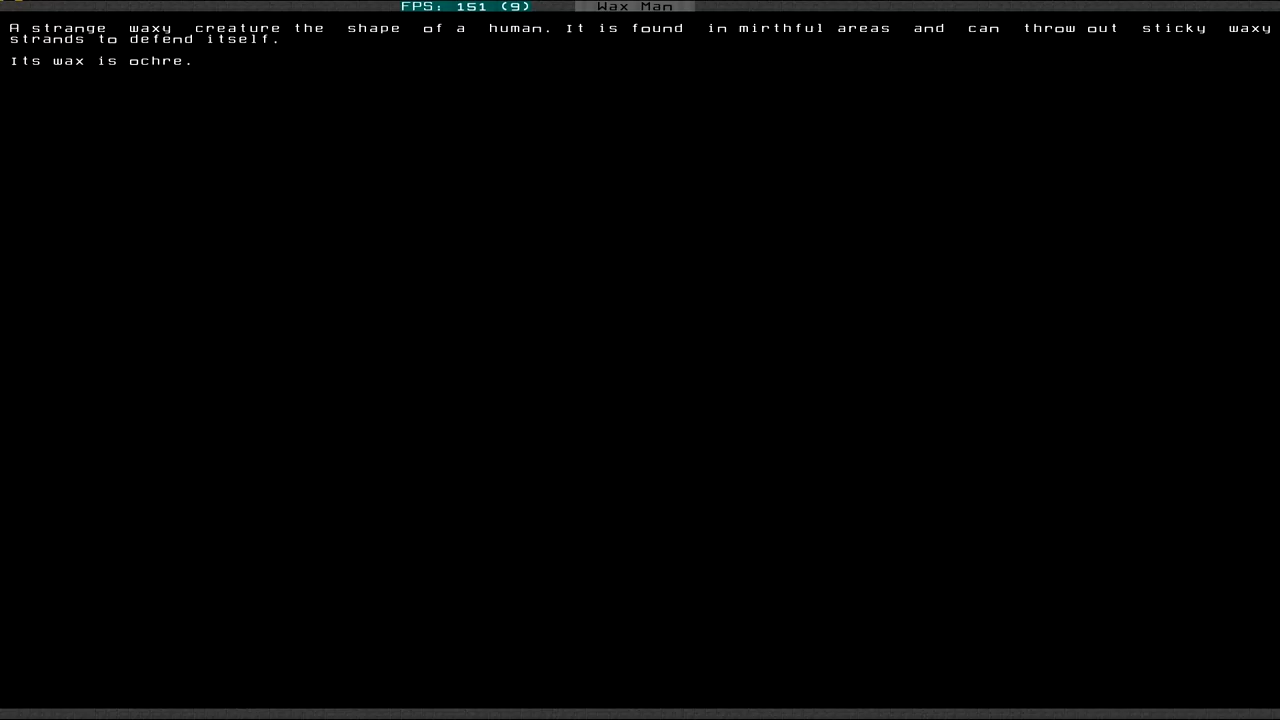 FPS: 151 (9) Wax Man
A strange waxy creature the shape of a human. It is found in mirthful areas and can throw out sticky waxy
strands to defend itself.
Its wax is ochre.